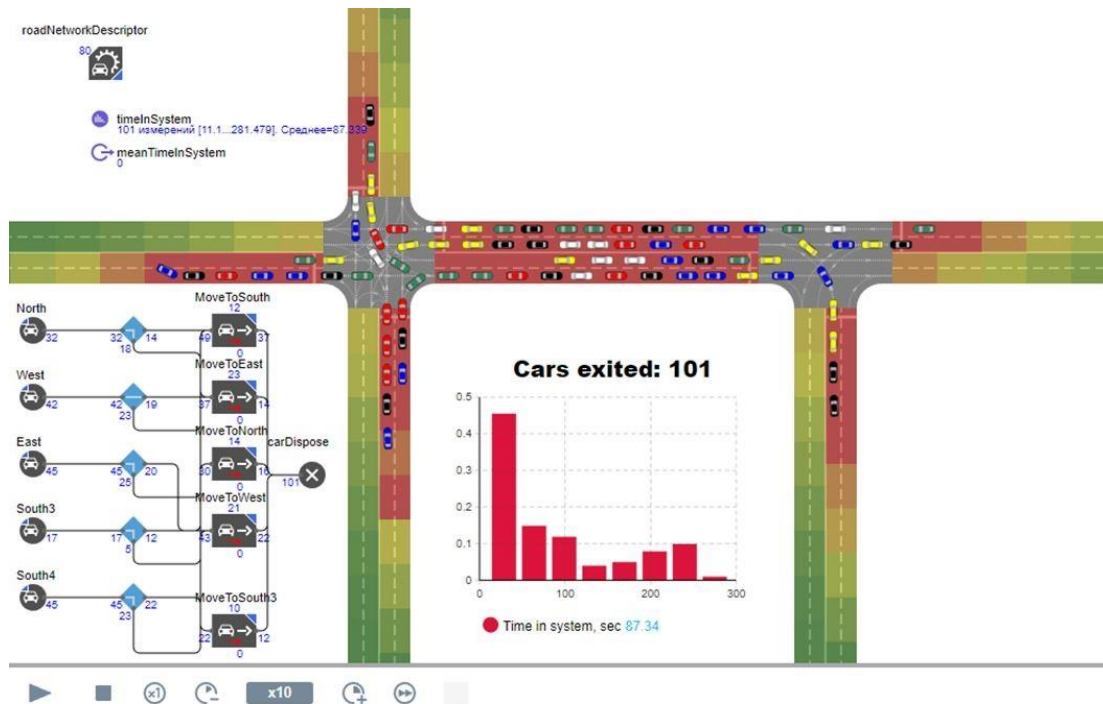 roadNetworkDescriptor
80
timeInSystem
101 измерений [11.1...281.479]. Среднее=87.339
meanTimeInSystem
0
North
32
32
14
18
MoveToSouth
12
49
37
0
West
42
42
19
23
MoveToEast
23
37
14
0
East
45
45
20
25
MoveToNorth
14
30
16
0
carDispose
101
South3
17
17
12
5
MoveToWest
21
43
22
0
South4
45
45
22
23
MoveToSouth3
10
22
12
0
Cars exited: 101
0.5
0.4
0.3
0.2
0.1
0
0
100
200
300
Time in system, sec 87.34
x1
x10